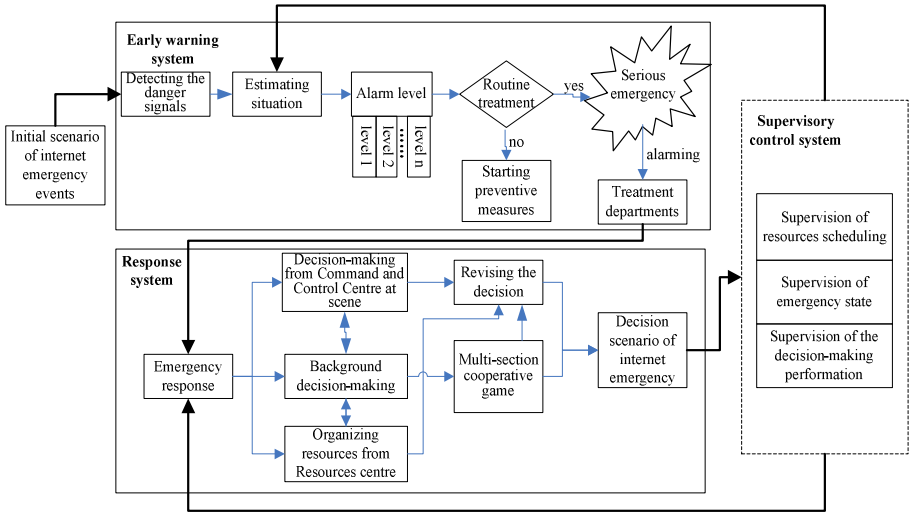 Early warning
system
Detecting the
danger
signals
Estimating
situation
Alarm level
level 1
level 2
.......
level n
Routine
treatment
yes
no
Serious
emergency
alarming
Starting
preventive
measures
Treatment
departments
Initial scenario
of internet
emergency
events
Supervisory
control system
Supervision of
resources scheduling
Supervision of
emergency state
Supervision of the
decision-making
performation
Response
system
Decision-making
from Command and
Control Centre at
scene
Revising the
decision
Emergency
response
Background
decision-making
Multi-section
cooperative
game
Decision
scenario of
internet
emergency
Organizing
resources from
Resources centre